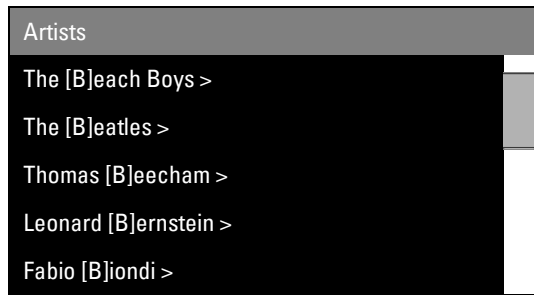 Artists
The [B]each Boys >
The [B]eatles >
Thomas [B]eecham >
Leonard [B]ernstein >
Fabio [B]iondi >